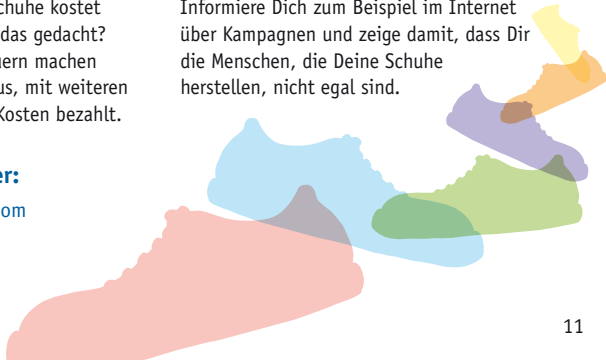 chuhe kostet
das gedacht?
uern machen
us, mit weiteren
Kosten bezahlt.
er:
om
Informiere Dich zum Beispiel im Internet
über Kampagnen und zeige damit, dass Dir
die Menschen, die Deine Schuhe
herstellen, nicht egal sind.
11